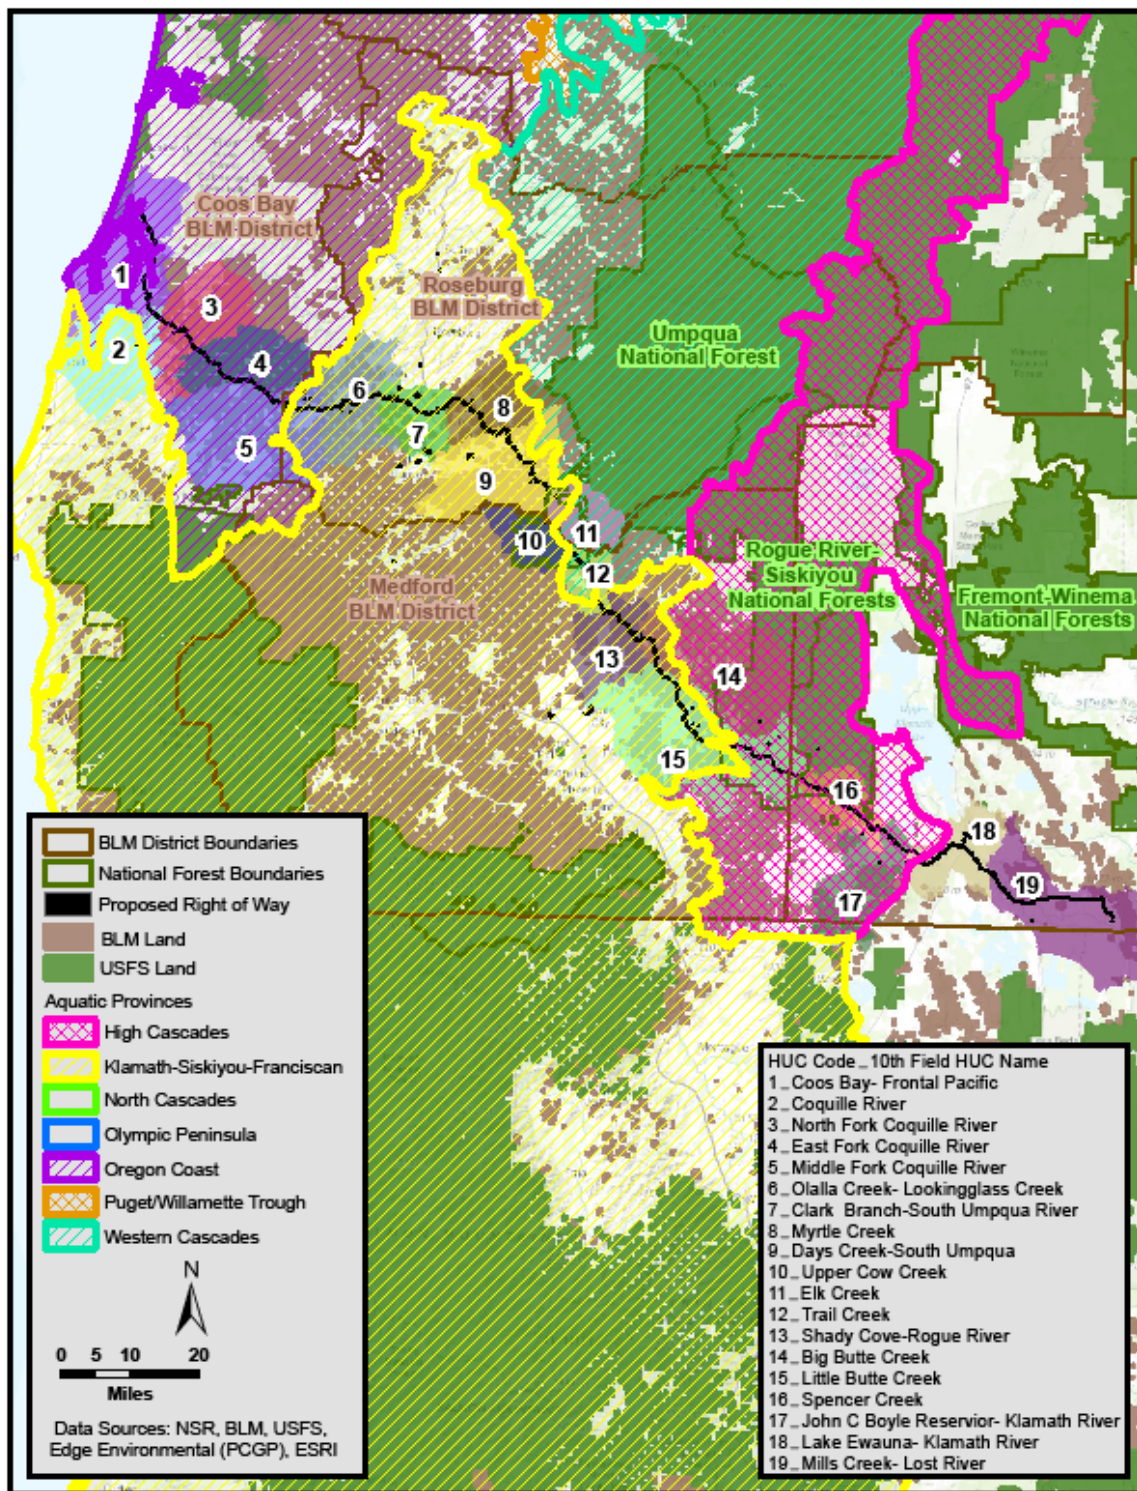 Coos Bay
BLM District
Roseburg
BLM District
Umpqua
National Forest
Medford
BLM District
Rogue River-
Siskiyou
National Forests
Fremont-Winema
National Forests
1
2
3
4
5
6
7
8
9
10
11
12
13
14
15
16
17
18
19
BLM District Boundaries
National Forest Boundaries
Proposed Right of Way
BLM Land
USFS Land
Aquatic Provinces
High Cascades
Klamath-Siskiyou-Franciscan
North Cascades
Olympic Peninsula
Oregon Coast
Puget/Willamette Trough
Western Cascades
N
0 5 10 20
Miles
Data Sources: NSR, BLM, USFS,
Edge Environmental (PCGP), ESRI
HUC Code_10th Field HUC Name
1_Coos Bay- Frontal Pacific
2_Coquille River
3_North Fork Coquille River
4_East Fork Coquille River
5_Middle Fork Coquille River
6_Olalla Creek- Lookingglass Creek
7_Clark Branch-South Umpqua River
8_Myrtle Creek
9_Days Creek-South Umpqua
10_Upper Cow Creek
11_Elk Creek
12_Trail Creek
13_Shady Cove-Rogue River
14_Big Butte Creek
15_Little Butte Creek
16_Spencer Creek
17_John C Boyle Reservior- Klamath River
18_Lake Ewauna- Klamath River
19_Mills Creek- Lost River